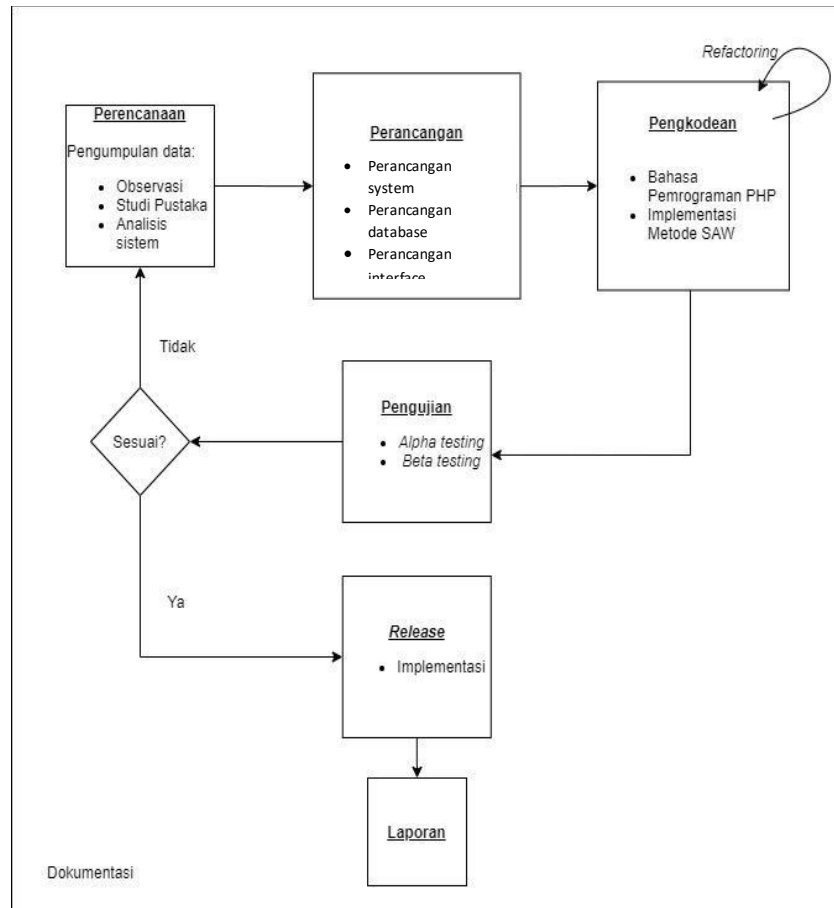 Refactoring
Perencanaan
Pengumpulan data:
• Observasi
• Studi Pustaka
• Analisis
sistem
Perancangan
• Perancangan
system
• Perancangan
database
• Perancangan
interface
Pengkodean
• Bahasa
Pemrograman PHP
• Implementasi
Metode SAW
Tidak
Sesuai?
Pengujian
• Alpha testing
• Beta testing
Ya
Release
• Implementasi
Laporan
Dokumentasi